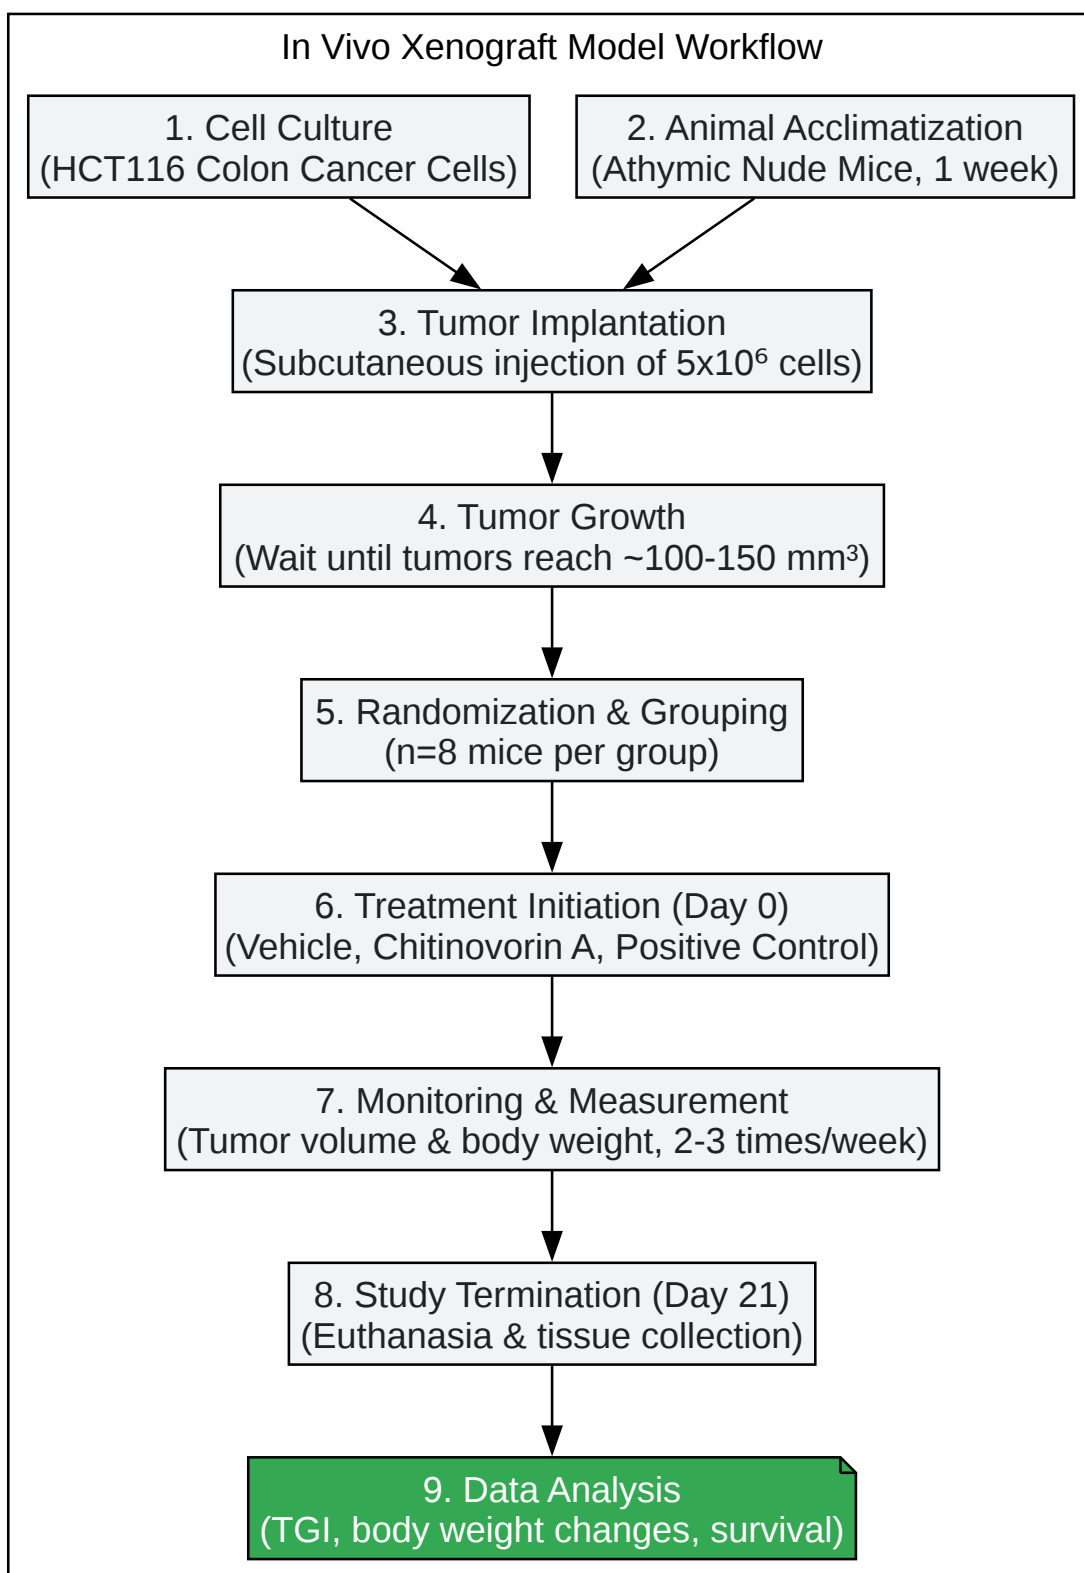 In Vivo Xenograft Model Workflow
1. Cell Culture
(HCT116 Colon Cancer Cells)
2. Animal Acclimatization
(Athymic Nude Mice, 1 week)
3. Tumor Implantation
(Subcutaneous injection of 5x10⁶ cells)
4. Tumor Growth
(Wait until tumors reach ~100-150 mm³)
5. Randomization & Grouping
(n=8 mice per group)
6. Treatment Initiation (Day 0)
(Vehicle, Chitinovorin A, Positive Control)
7. Monitoring & Measurement
(Tumor volume & body weight, 2-3 times/week)
8. Study Termination (Day 21)
(Euthanasia & tissue collection)
9. Data Analysis
(TGI, body weight changes, survival)